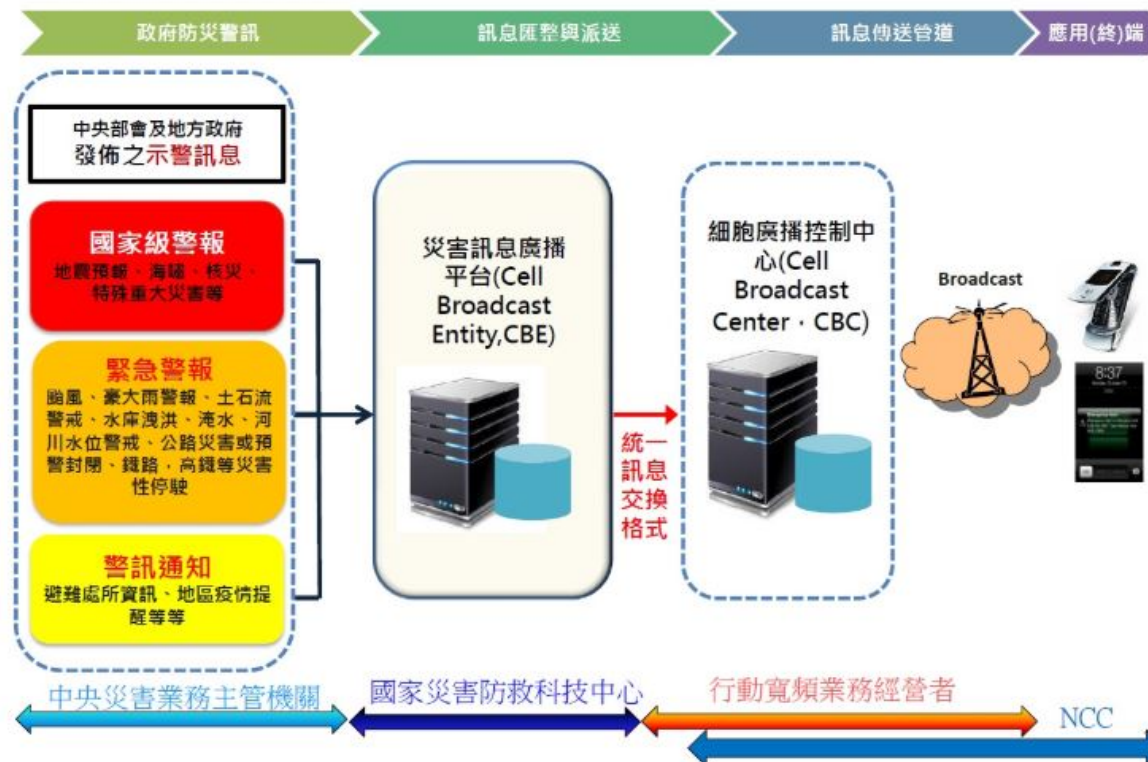 政府防災警訊
訊息匯整與派送
訊息傳送管道
應用(終)端
中央部會及地方政府
發佈之示警訊息
國家級警報
地震預報、海嘯、核災、
特殊重大災害等
緊急警報
颱風、豪大雨警報、土石流
警戒、水庫洩洪、淹水、河
川水位警戒、公路災害或預
警封閉、鐵路，高鐵等災害
性停駛
警訊通知
避難處所資訊、地區疫情提
醒等等
災害訊息廣播
平台(Cell
Broadcast
Entity,CBE)
統一
訊息
交換
格式
細胞廣播控制中
心(Cell
Broadcast
Center，CBC)
Broadcast
8:37
中央災害業務主管機關
國家災害防救科技中心
行動寬頻業務經營者
NCC